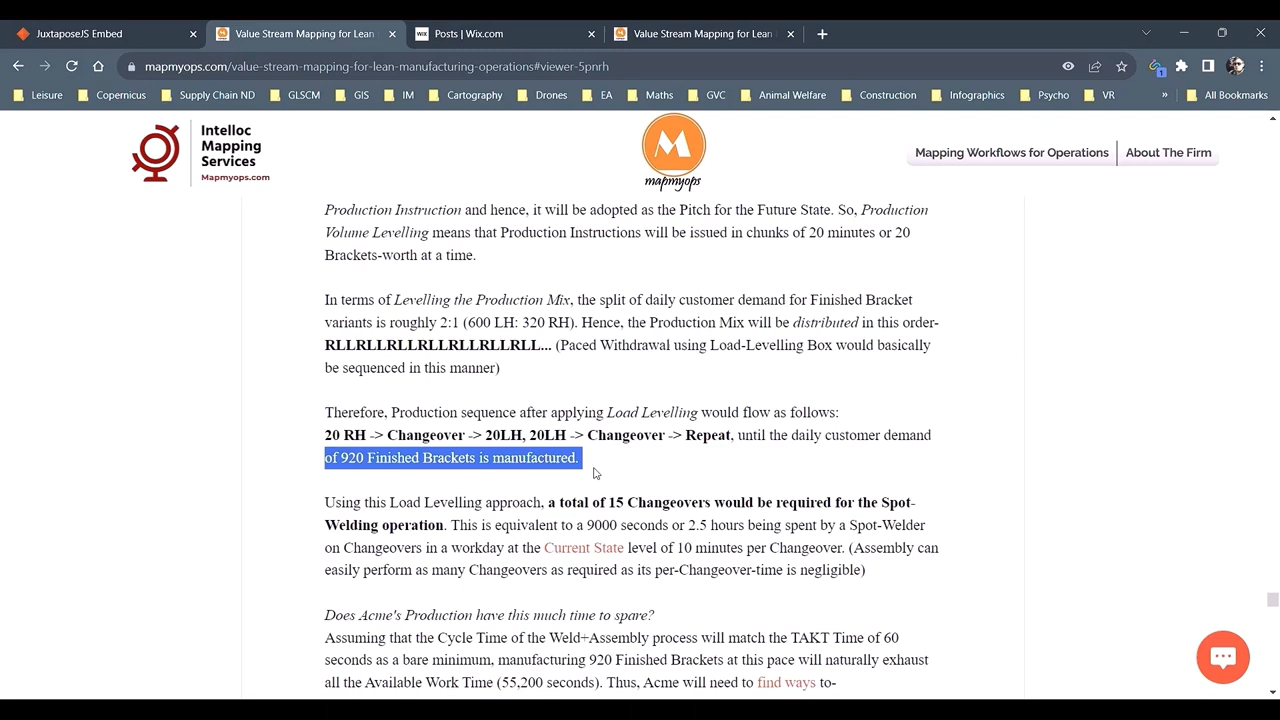 JuxtaposeJS Embed
Value Stream Mapping for Lean
WIX
Posts | Wix.com
Value Stream Mapping for Lean
mapmyops.com/value-stream-mapping-for-lean-manufacturing-operations#viewer-5pnrh
1
Leisure
Copernicus
Supply Chain ND
GLSCM
GIS
IM
Cartography
Drones
EA
Maths
GVC
Animal Welfare
Construction
Infographics
Psycho
VR
»
All Bookmarks
Intelloc
Mapping
Services
Mapmyops.com
M
mapmyops
Mapping Workflows for Operations
About The Firm
Production Instruction and hence, it will be adopted as the Pitch for the Future State. So, Production
Volume Levelling means that Production Instructions will be issued in chunks of 20 minutes or 20
Brackets-worth at a time.
In terms of Levelling the Production Mix, the split of daily customer demand for Finished Bracket
variants is roughly 2:1 (600 LH: 320 RH). Hence, the Production Mix will be distributed in this order-
RLLRLLRLLRLLRLLRLLRLL... (Paced Withdrawal using Load-Levelling Box would basically
be sequenced in this manner)
Therefore, Production sequence after applying Load Levelling would flow as follows:
20 RH -> Changeover -> 20LH, 20LH -> Changeover -> Repeat, until the daily customer demand
of 920 Finished Brackets is manufactured.
Using this Load Levelling approach, a total of 15 Changeovers would be required for the Spot-
Welding operation. This is equivalent to a 9000 seconds or 2.5 hours being spent by a Spot-Welder
on Changeovers in a workday at the Current State level of 10 minutes per Changeover. (Assembly can
easily perform as many Changeovers as required as its per-Changeover-time is negligible)
Does Acme's Production have this much time to spare?
Assuming that the Cycle Time of the Weld+Assembly process will match the TAKT Time of 60
seconds as a bare minimum, manufacturing 920 Finished Brackets at this pace will naturally exhaust
all the Available Work Time (55,200 seconds). Thus, Acme will need to find ways to-